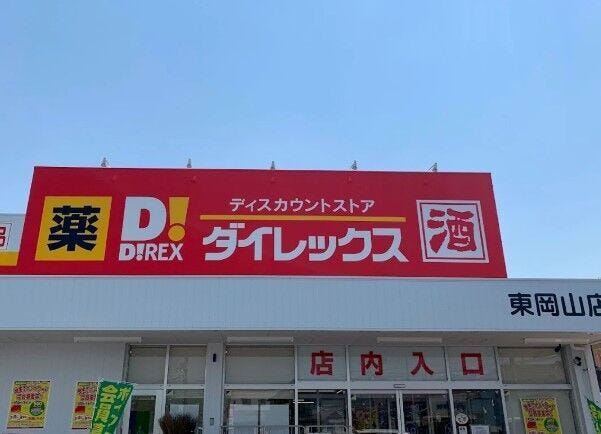 薬
D!
D!REX
ディスカウントストア
ダイレックス
酒
東岡山店
店内入口